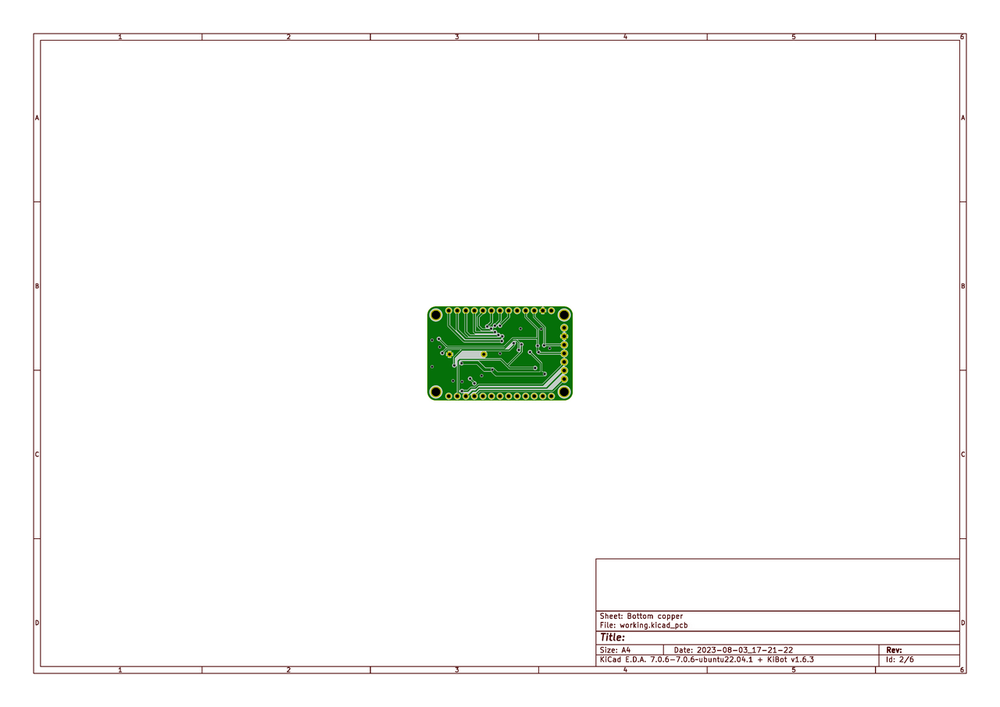 1 2 3 4 5 6
A A
B B
C C
D D
Sheet: Bottom copper
File: working.kicad_pcb
Title:
Size: A4 Date: 2023-08-03_17-21-22 Rev:
KiCad E.D.A. 7.0.6-7.0.6-ubuntu22.04.1 + KiBot v1.6.3 Id: 2/6
1 2 3 4 5 6